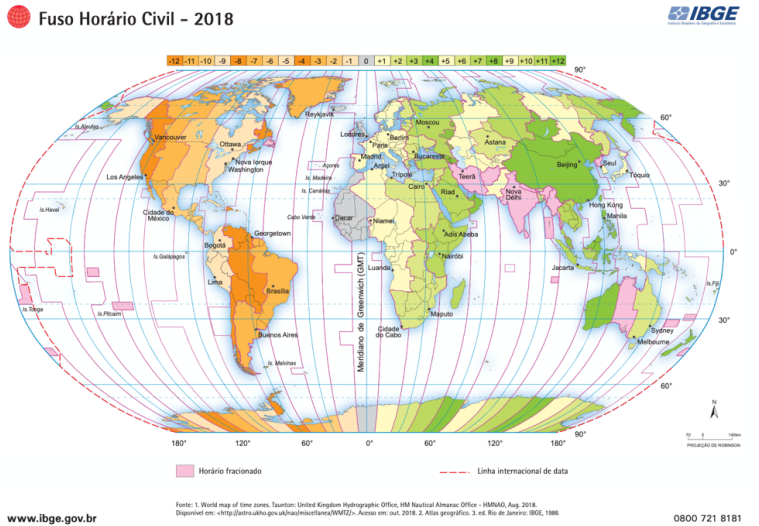 Fuso Horário Civil - 2018
IBGE
Instituto Brasileiro de Geografia e Estatística
-12 -11 -10 -9 -8 -7 -6 -5 -4 -3 -2 -1 0 +1 +2 +3 +4 +5 +6 +7 +8 +9 +10 +11 +12
90°
Is. Aleutas
Reykjavik
Moscou
60°
Vancouver
Londres
Berlim
Ottawa
Paris
Astana
Nova Iorque
Washington
Madrid
Bucareste
Beijing
Seul
Açores
Argel
Los Angeles
Is. Madeira
Trípole
Teerã
Tóquio
30°
Is. Canárias
Cairo
Riad
Nova
Délhi
Is. Havaí
Cidade do
México
Cabo Verde
Dacar
Niamei
Hong Kong
Manila
Georgetown
Adis Abeba
Bogotá
Is. Galápagos
Nairóbi
0°
Luanda
Jacarta
Lima
Brasília
Is. Fiji
Is. Tonga
Is. Pitcairn
Meridiano de Greenwich (GMT)
Maputo
30°
Buenos Aires
Cidade
do Cabo
Sydney
Melbourne
Is. Malvinas
60°
N
90°
180° 120° 60° 0° 60° 120° 180°
PROJEÇÃO DE ROBINSON
Horário fracionado
Linha internacional de data
Fonte: 1. World map of time zones. Taunton: United Kingdom Hydrographic Office, HM Nautical Almanac Office - HMNAO, Aug. 2018.
Disponível em: <http://astro.ukho.gov.uk/nao/miscellanea/WMTZ/>. Acesso em: out. 2018. 2. Atlas geográfico. 3. ed. Rio de Janeiro: IBGE, 1986
www.ibge.gov.br
0800 721 8181